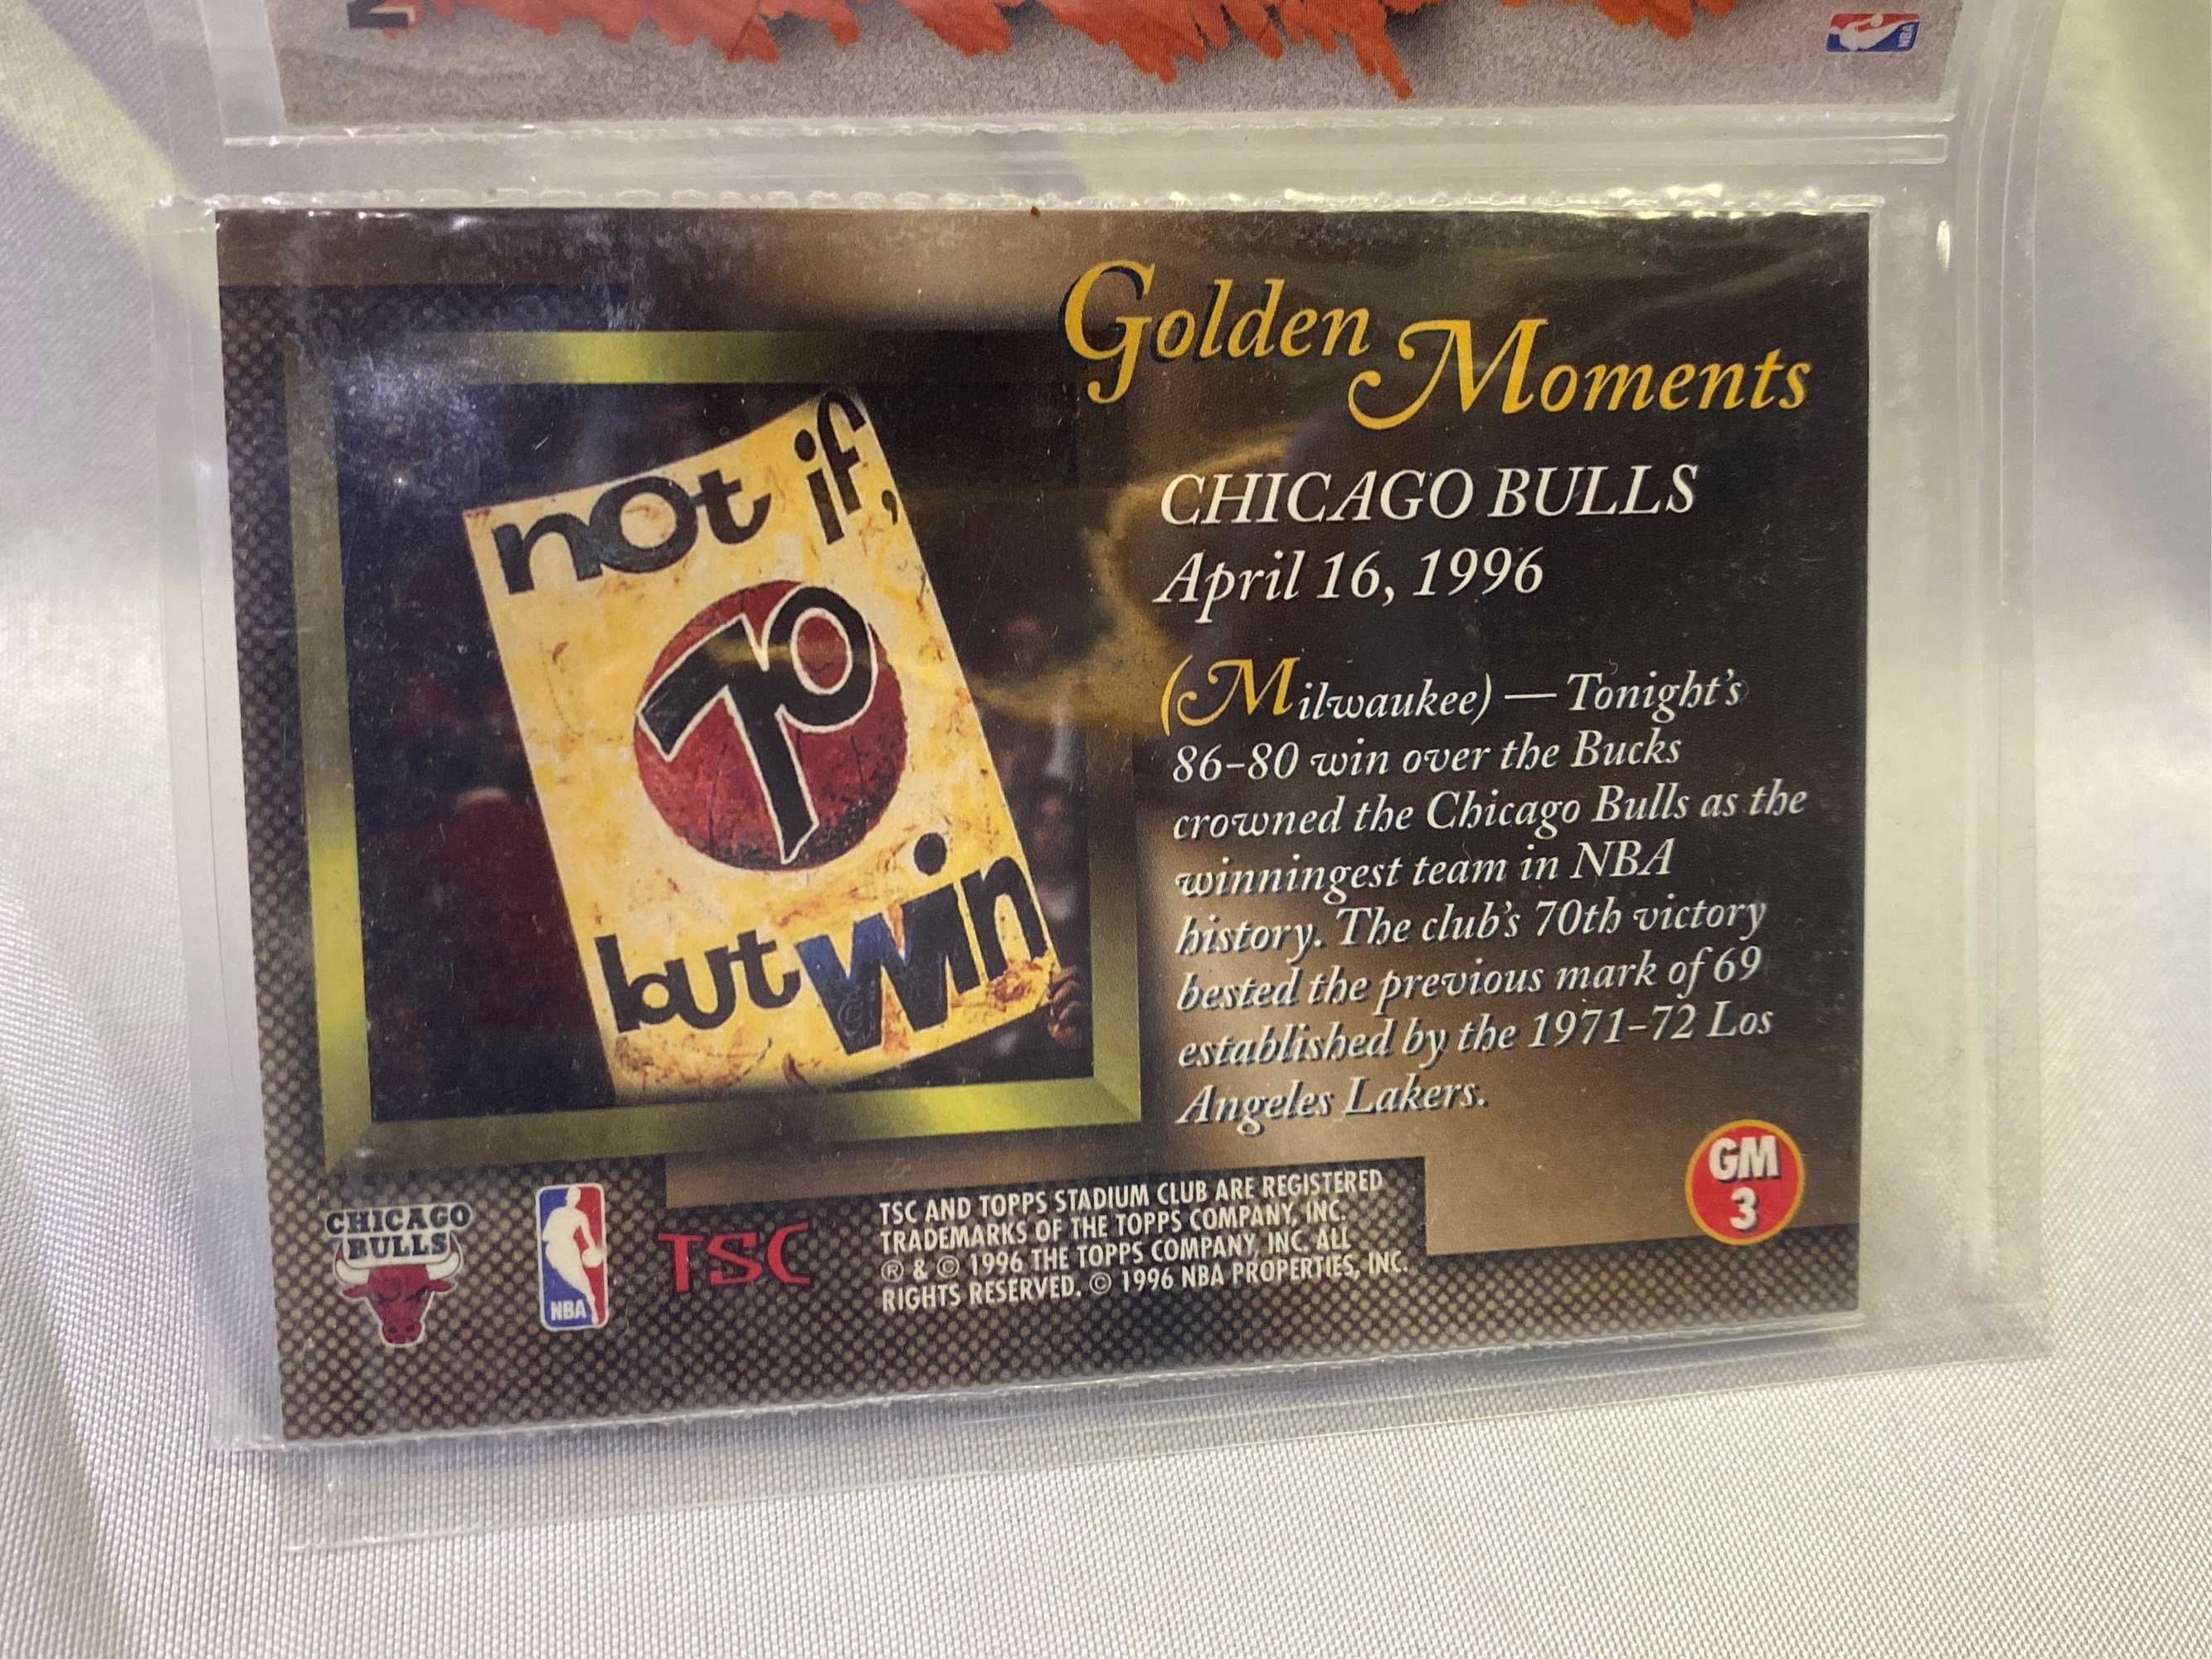 NBA
Golden
Moments
not if,
70
but win
CHICAGO BULLS
April 16, 1996
(Milwaukee) — Tonight's
86-80 win over the Bucks
crowned the Chicago Bulls as the
winningest team in NBA
history. The club's 70th victory
bested the previous mark of 69
established by the 1971-72 Los
Angeles Lakers.
CHICAGO
BULLS
NBA
TSC
TSC AND TOPPS STADIUM CLUB ARE REGISTERED
TRADEMARKS OF THE TOPPS COMPANY, INC.
® & © 1996 THE TOPPS COMPANY, INC. ALL
RIGHTS RESERVED. © 1996 NBA PROPERTIES, INC.
GM
3